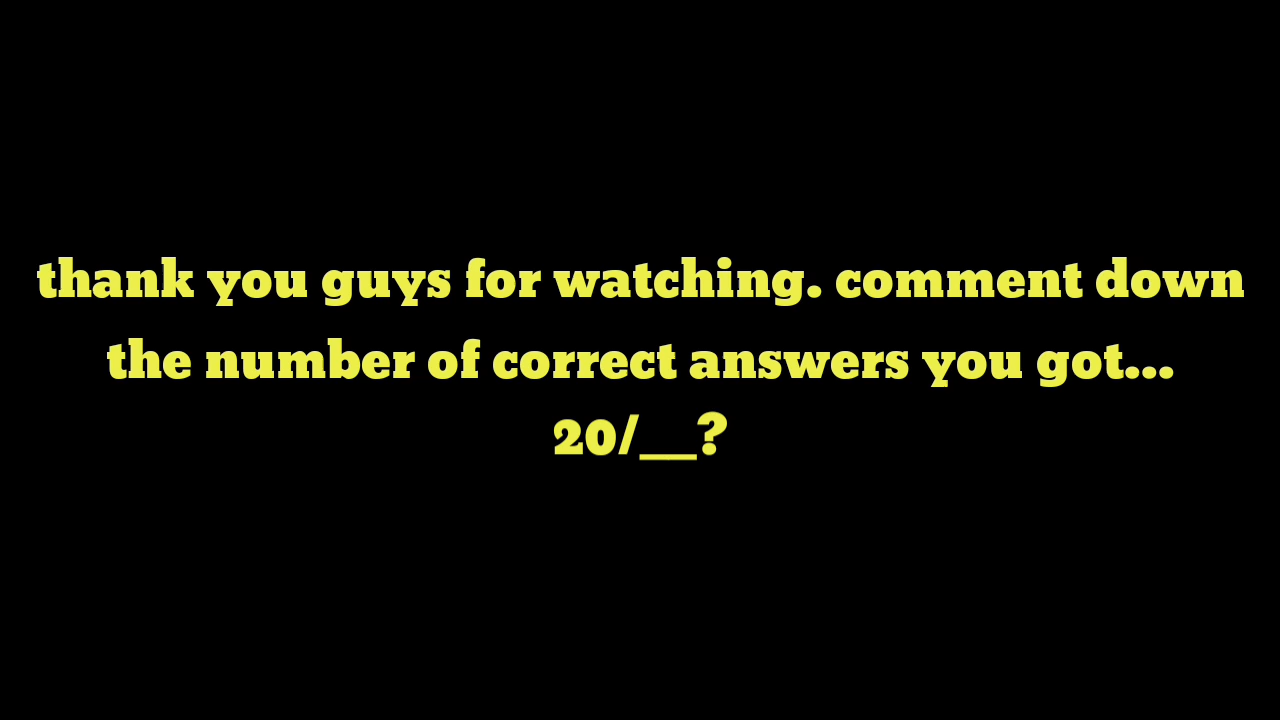 thank you guys for watching. comment down
the number of correct answers you got...
20/__?